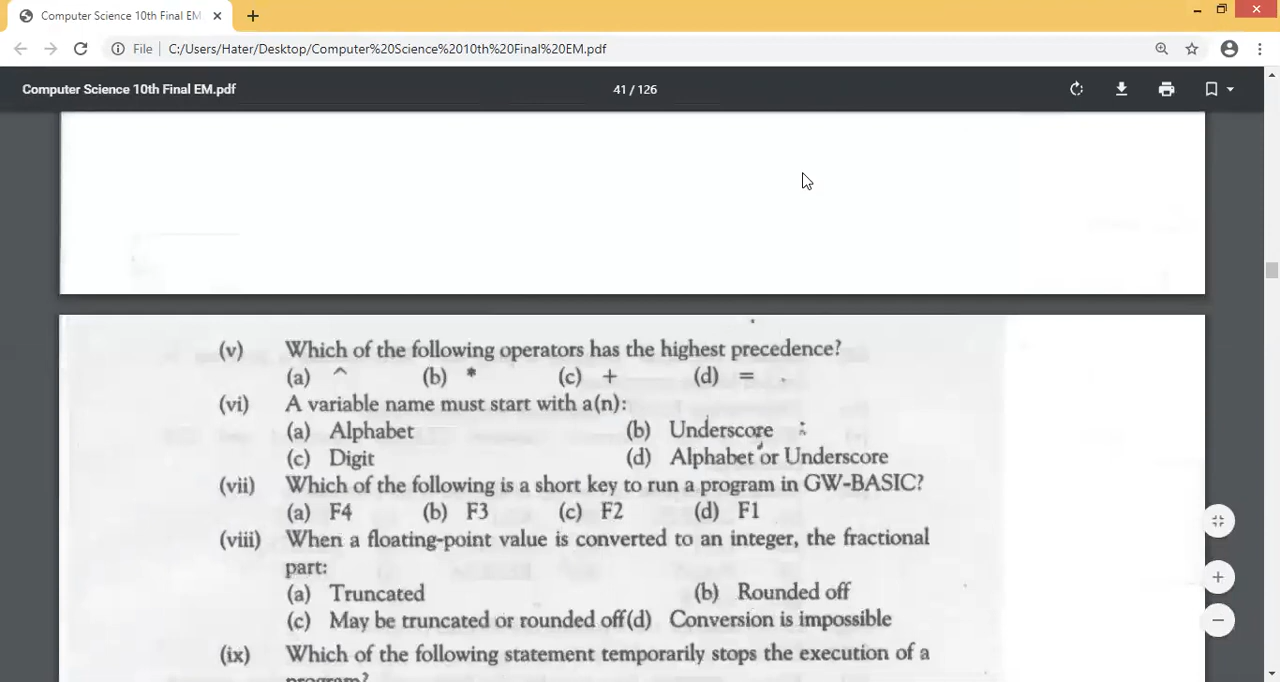 Computer Science 10th Final EM
File C:/Users/Hater/Desktop/Computer%20Science%2010th%20Final%20EM.pdf
Computer Science 10th Final EM.pdf 41 / 126
(v) Which of the following operators has the highest precedence?
(a) ^ (b) * (c) + (d) =
(vi) A variable name must start with a(n):
(a) Alphabet (b) Underscore
(c) Digit (d) Alphabet or Underscore
(vii) Which of the following is a short key to run a program in GW-BASIC?
(a) F4 (b) F3 (c) F2 (d) F1
(viii) When a floating-point value is converted to an integer, the fractional
part:
(a) Truncated (b) Rounded off
(c) May be truncated or rounded off(d) Conversion is impossible
(ix) Which of the following statement temporarily stops the execution of a
program?